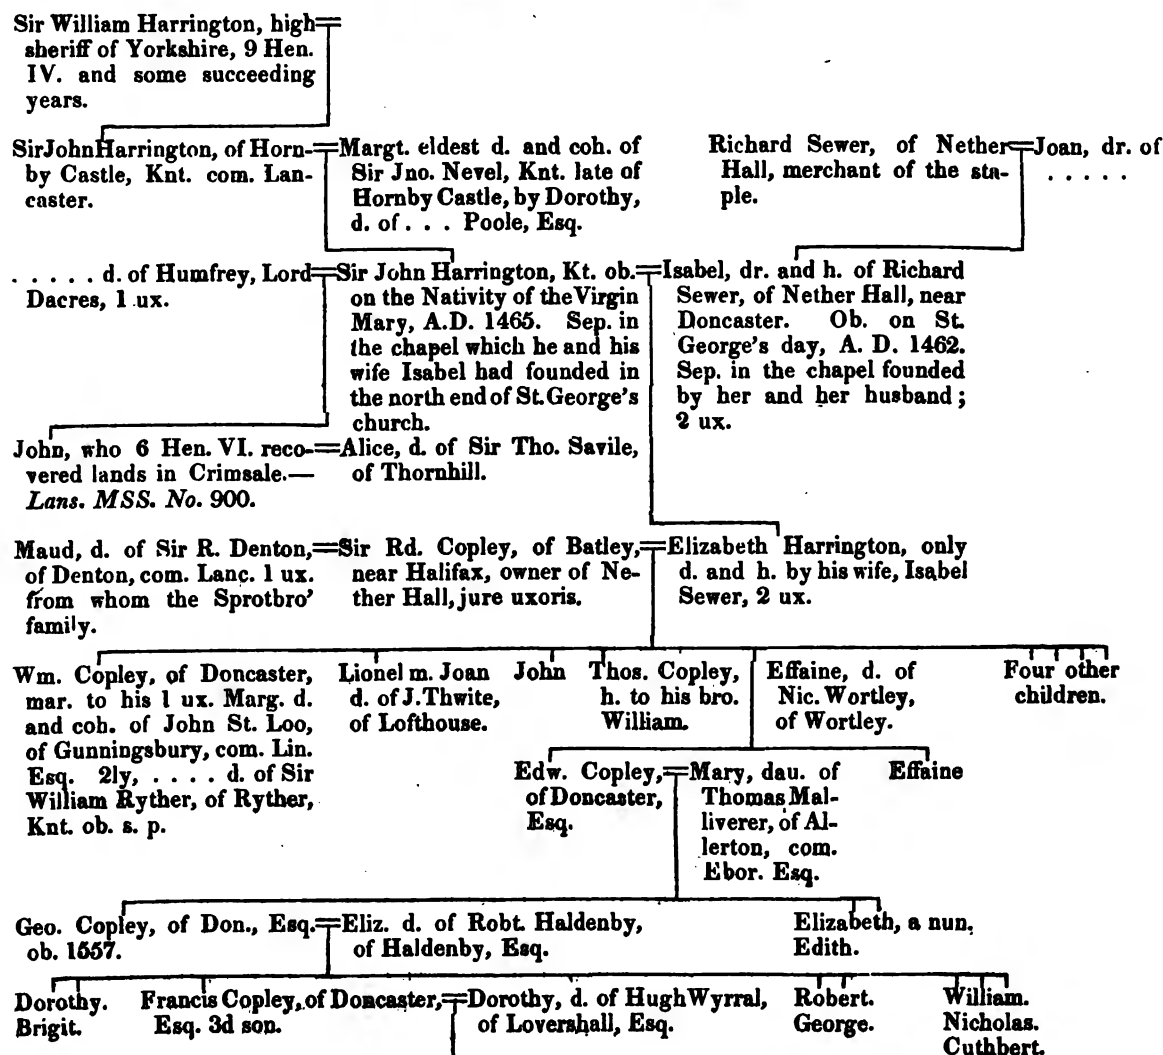 Sir William Harrington, high
sheriff of Yorkshire, 9 Hen.
IV. and some succeeding
years.
SirJohnHarrington, of Horn-
by Castle, Knt. com. Lan-
caster.
Margt. eldest d. and coh. of
Sir Jno. Nevel, Knt. late of
Hornby Castle, by Dorothy,
d. of . . . Poole, Esq.
Richard Sewer, of Nether
Hall, merchant of the sta-
ple.
Joan, dr. of
. . . . .
. . . . . d. of Humfrey, Lord
Dacres, 1 ux.
Sir John Harrington, Kt. ob.
on the Nativity of the Virgin
Mary, A.D. 1465. Sep. in
the chapel which he and his
wife Isabel had founded in
the north end of St. George's
church.
Isabel, dr. and h. of Richard
Sewer, of Nether Hall, near
Doncaster. Ob. on St.
George's day, A. D. 1462.
Sep. in the chapel founded
by her and her husband ;
2 ux.
John, who 6 Hen. VI. reco-
vered lands in Crimsale.—
Lans. MSS. No. 900.
Alice, d. of Sir Tho. Savile,
of Thornhill.
Maud, d. of Sir R. Denton,
of Denton, com. Lanc. 1 ux.
from whom the Sprotbro'
family.
Sir Rd. Copley, of Batley,
near Halifax, owner of Ne-
ther Hall, jure uxoris.
Elizabeth Harrington, only
d. and h. by his wife, Isabel
Sewer, 2 ux.
Wm. Copley, of Doncaster,
mar. to his 1 ux. Marg. d.
and coh. of John St. Loo,
of Gunningsbury, com. Lin.
Esq. 2ly, . . . . d. of Sir
William Ryther, of Ryther,
Knt. ob. s. p.
Lionel m. Joan
d. of J. Thwite,
of Lofthouse.
John
Thos. Copley,
h. to his bro.
William.
Effaine, d. of
Nic. Wortley,
of Wortley.
Four other
children.
Edw. Copley,
of Doncaster,
Esq.
Mary, dau. of
Thomas Mal-
liverer, of Al-
lerton, com.
Ebor. Esq.
Effaine
Geo. Copley, of Don., Esq.
ob. 1557.
Eliz. d. of Robt. Haldenby,
of Haldenby, Esq.
Elizabeth, a nun.
Edith.
Dorothy.
Brigit.
Francis Copley, of Doncaster,
Esq. 3d son.
Dorothy, d. of Hugh Wyrral,
of Lovershall, Esq.
Robert.
George.
William.
Nicholas.
Cuthbert.